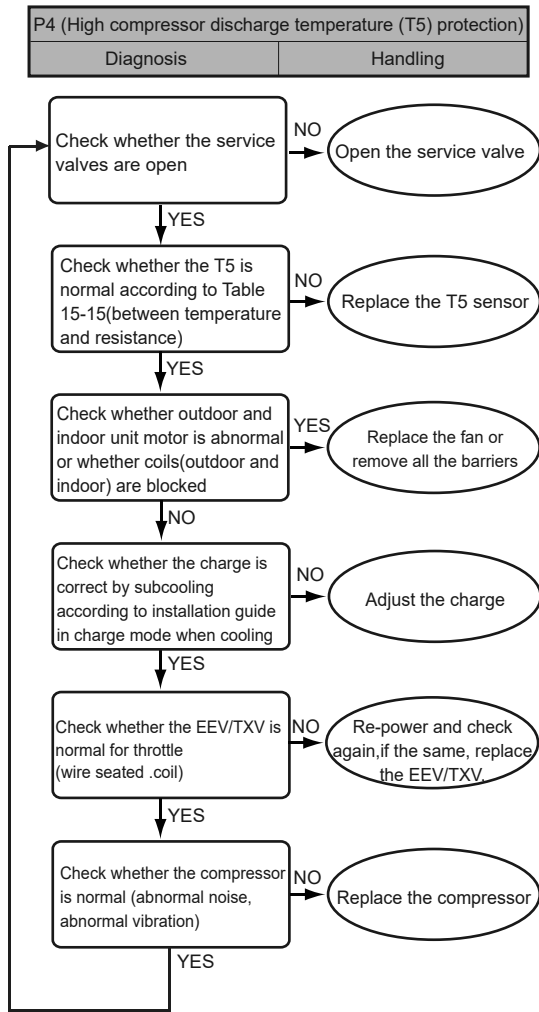 P4 (High compressor discharge temperature (T5) protection)
Diagnosis
Handling
Check whether the service
valves are open
NO
Open the service valve
YES
Check whether the T5 is
normal according to Table
15-15(between temperature
and resistance)
NO
Replace the T5 sensor
YES
Check whether outdoor and
indoor unit motor is abnormal
or whether coils(outdoor and
indoor) are blocked
YES
Replace the fan or
remove all the barriers
NO
Check whether the charge is
correct by subcooling
according to installation guide
in charge mode when cooling
NO
Adjust the charge
YES
Check whether the EEV/TXV is
normal for throttle
(wire seated .coil)
NO
Re-power and check
again,if the same, replace
the EEV/TXV.
YES
Check whether the compressor
is normal (abnormal noise,
abnormal vibration)
NO
Replace the compressor
YES